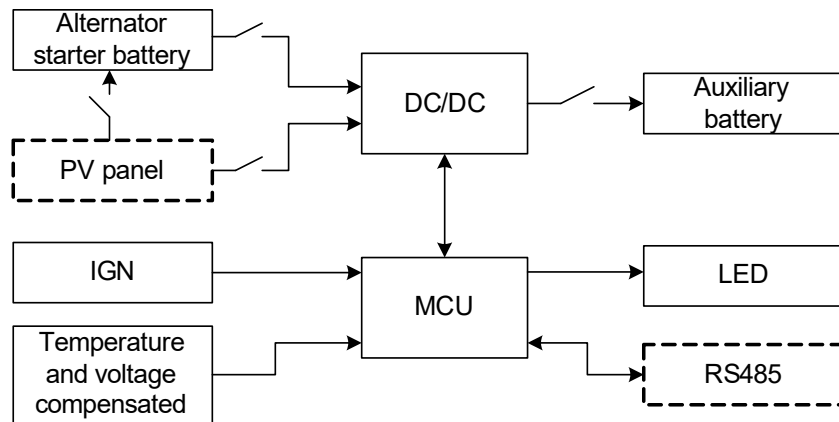 Alternator
starter battery
DC/DC
Auxiliary
battery
PV panel
IGN
MCU
LED
Temperature
and voltage
compensated
RS485